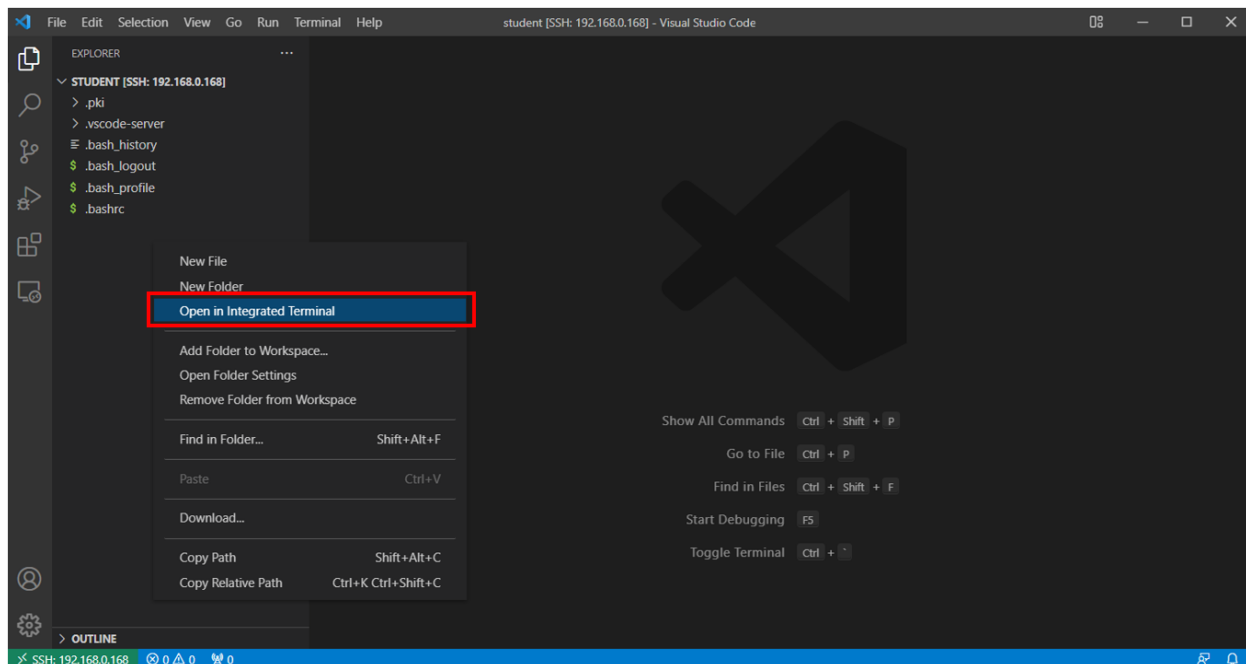 File Edit Selection View Go Run Terminal Help student [SSH: 192.168.0.168] - Visual Studio Code
EXPLORER ...
STUDENT [SSH: 192.168.0.168]
.pki
.vscode-server
.bash_history
$ .bash_logout
$ .bash_profile
$ .bashrc
New File
New Folder
Open in Integrated Terminal
Add Folder to Workspace...
Open Folder Settings
Remove Folder from Workspace
Find in Folder... Shift+Alt+F
Paste Ctrl+V
Download...
Copy Path Shift+Alt+C
Copy Relative Path Ctrl+K Ctrl+Shift+C
Show All Commands Ctrl + Shift + P
Go to File Ctrl + P
Find in Files Ctrl + Shift + F
Start Debugging F5
Toggle Terminal Ctrl + `
OUTLINE
SSH: 192.168.0.168 0 0 0